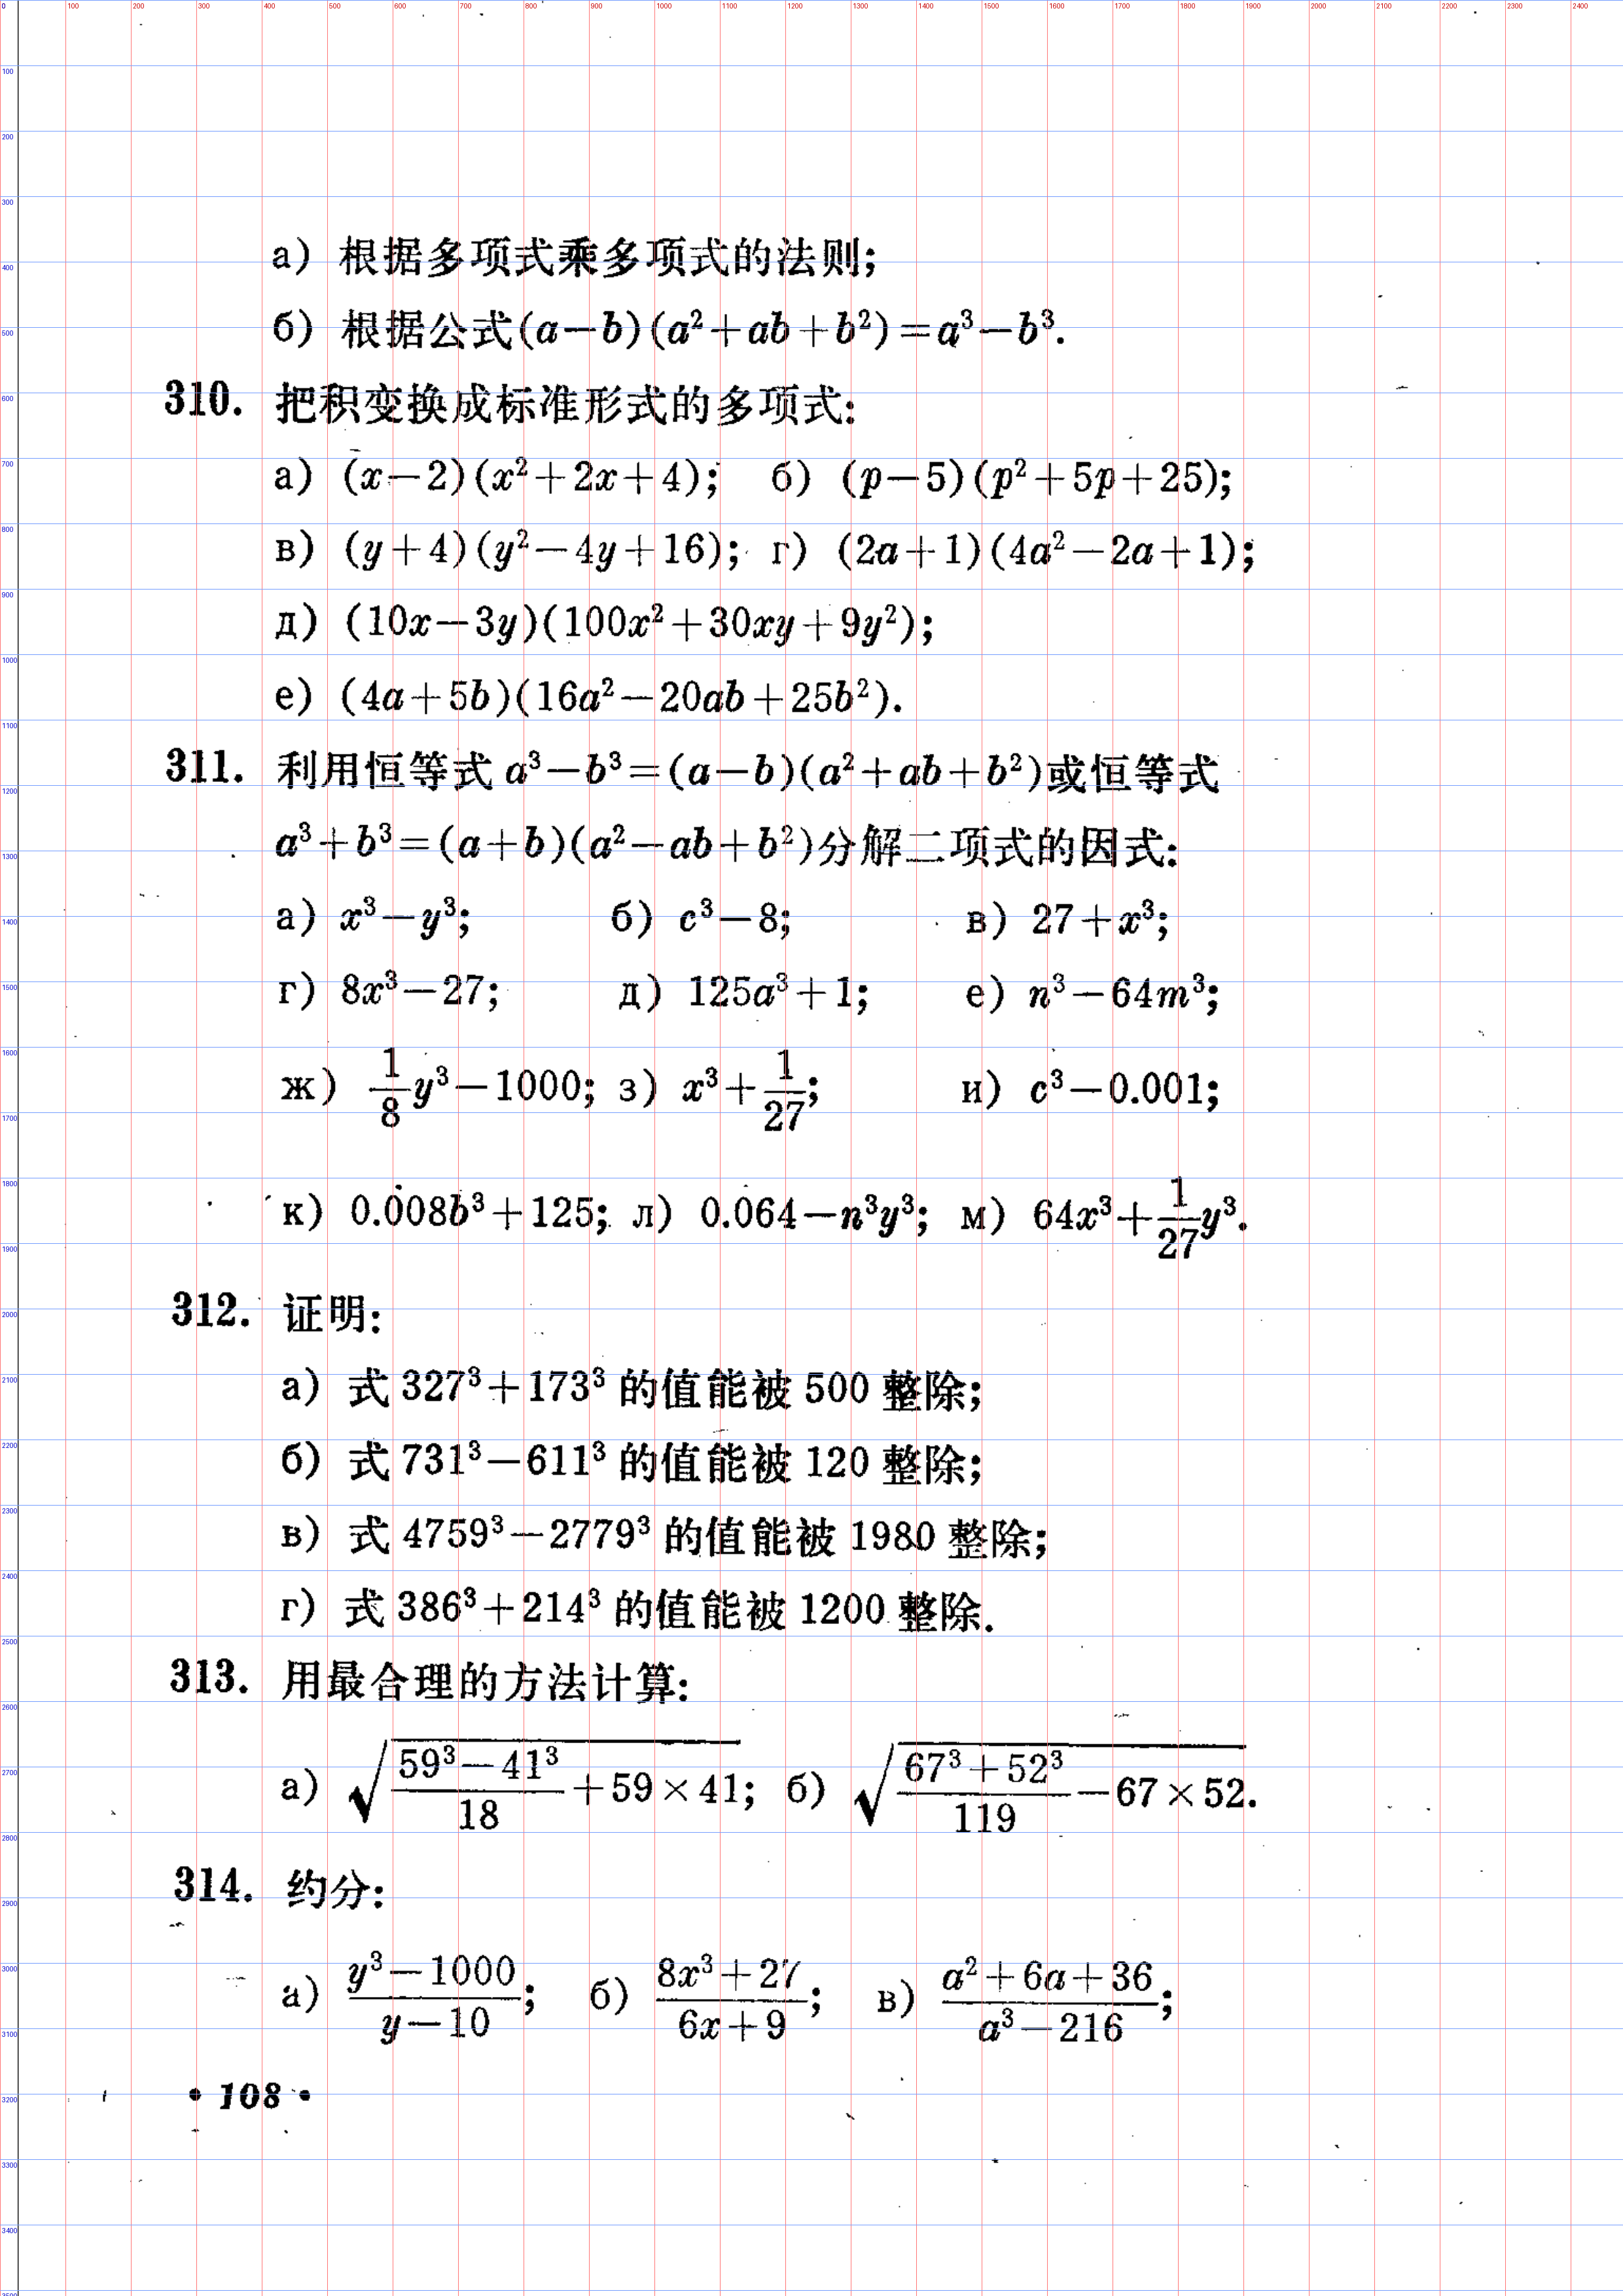 а) 根据多项式乘多项式的法则;
б) 根据公式(a−b)(a²+ab+b²)=a³−b³.
310. 把积变换成标准形式的多项式:
а) (x−2)(x²+2x+4); б) (p−5)(p²+5p+25);
в) (y+4)(y²−4y+16); г) (2a+1)(4a²−2a+1);
д) (10x−3y)(100x²+30xy+9y²);
е) (4a+5b)(16a²−20ab+25b²).
311. 利用恒等式 a³−b³=(a−b)(a²+ab+b²)或恒等式
a³+b³=(a+b)(a²−ab+b²)分解二项式的因式:
а) x³−y³; б) c³−8; в) 27+x³;
г) 8x³−27; д) 125a³+1; е) n³−64m³;
ж) 1/8 y³−1000; з) x³+1/27; и) c³−0.001;
к) 0.008b³+125; л) 0.064−n³y³; м) 64x³+1/27 y³.
312. 证明:
а) 式 327³+173³ 的值能被 500 整除;
б) 式 731³−611³ 的值能被 120 整除;
в) 式 4759³−2779³ 的值能被 1980 整除;
г) 式 386³+214³ 的值能被 1200 整除.
313. 用最合理的方法计算:
а) √((59³−41³)/18+59×41); б) √((67³+52³)/119−67×52).
314. 约分:
а) (y³−1000)/(y−10); б) (8x³+27)/(6x+9); в) (a²+6a+36)/(a³−216);
• 108 •